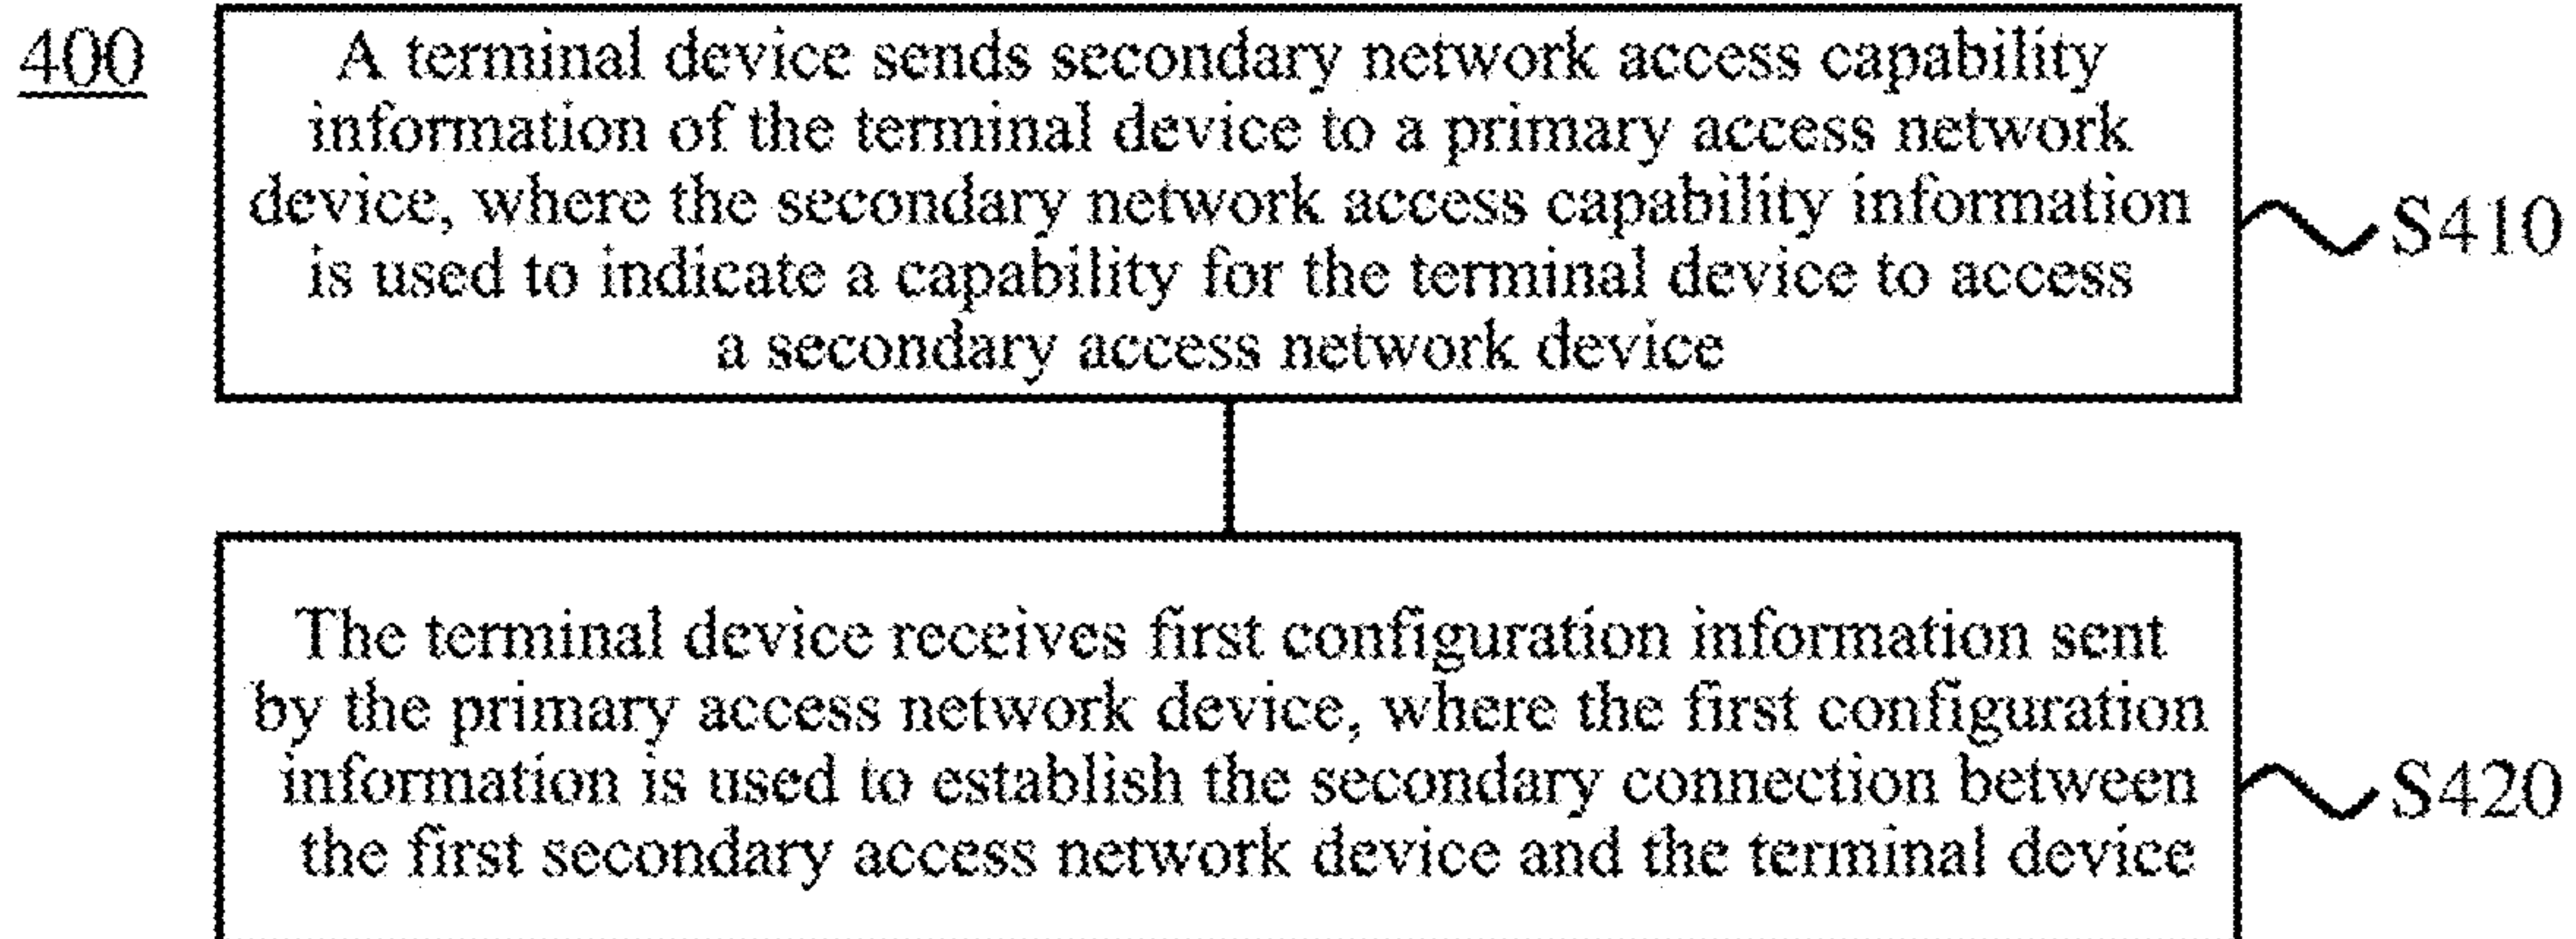 400
A terminal device sends secondary network access capability
information of the terminal device to a primary access network
device, where the secondary network access capability information
is used to indicate a capability for the terminal device to access
a secondary access network device
S410
The terminal device receives first configuration information sent
by the primary access network device, where the first configuration
information is used to establish the secondary connection between
the first secondary access network device and the terminal device
S420